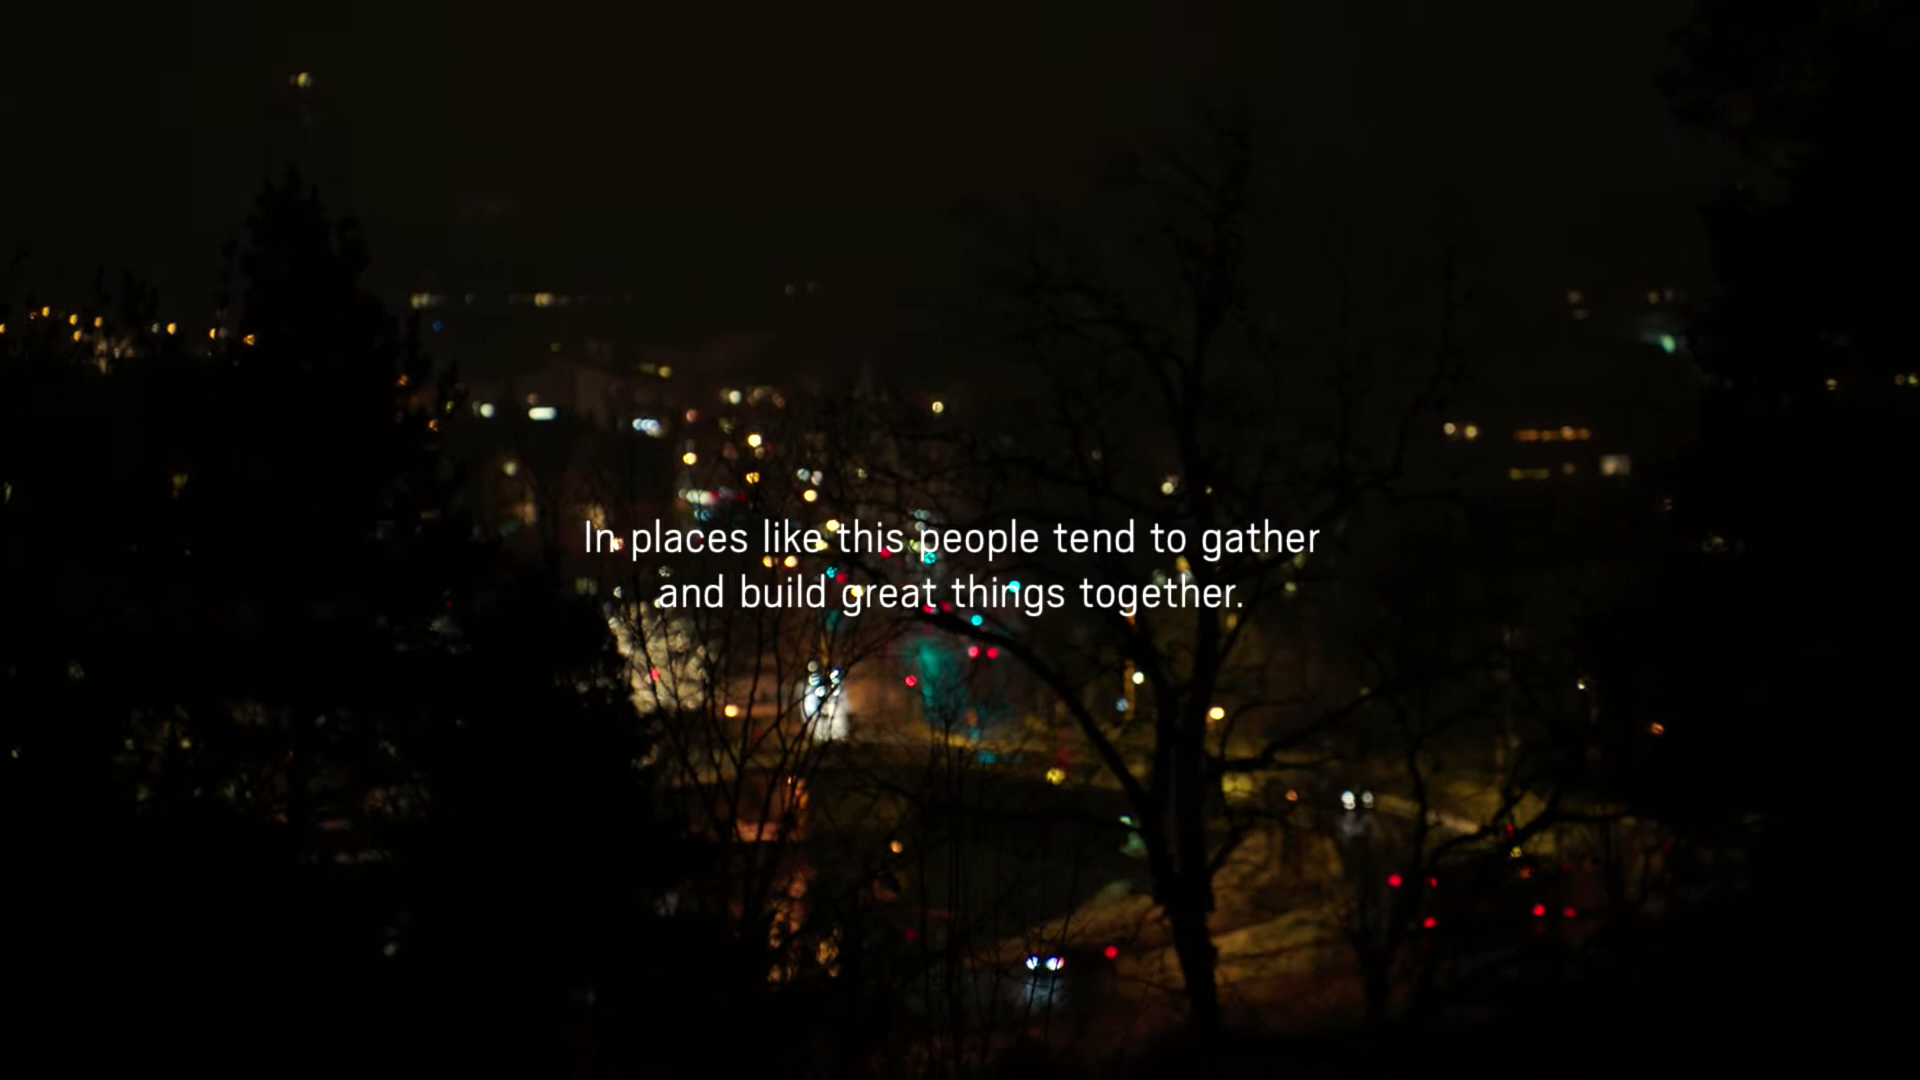 In places like this people tend to gather
and build great things together.